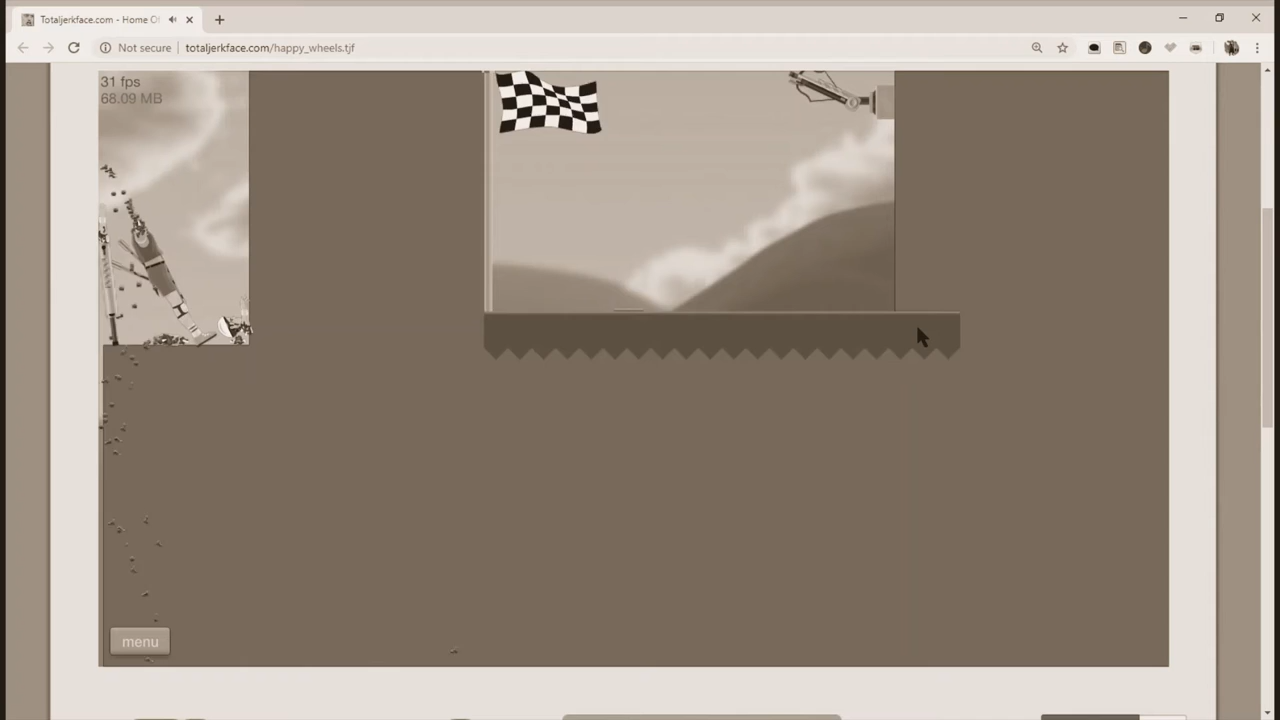 Totaljerkface.com - Home O
Not secure
totaljerkface.com/happy_wheels.tjf
31 fps
68.09 MB
menu